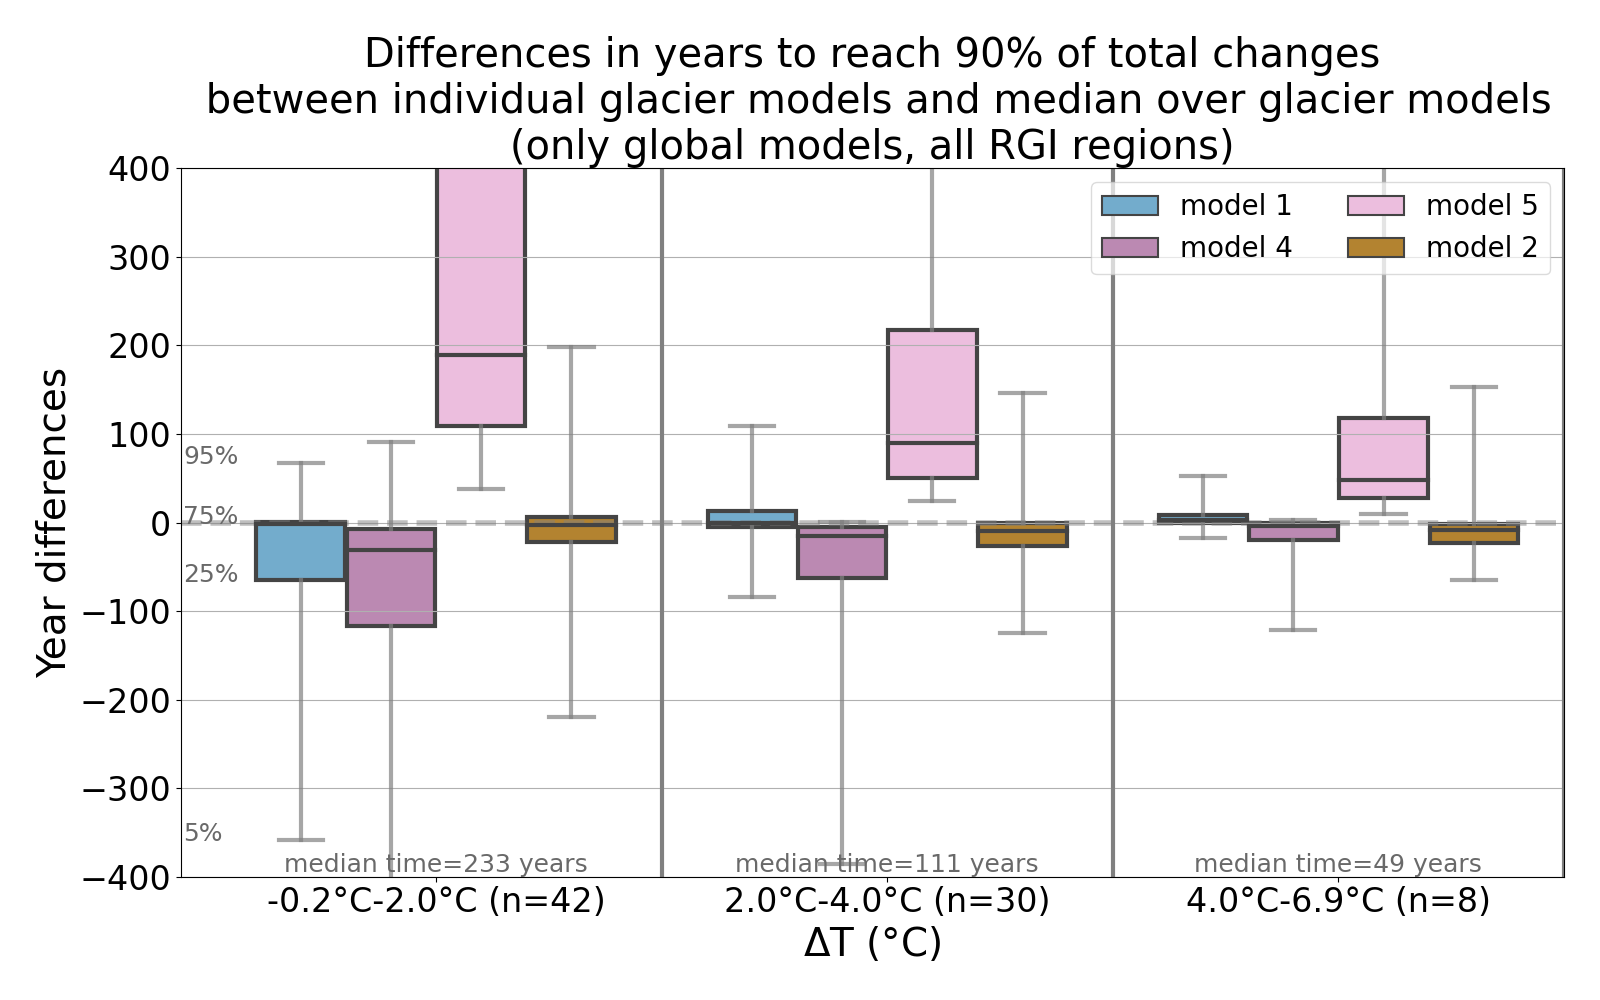 Differences in years to reach 90% of total changes
between individual glacier models and median over glacier models
(only global models, all RGI regions)
Year differences
400
300
200
100
0
−100
−200
−300
−400
95%
75%
25%
5%
model 1
model 4
model 5
model 2
median time=233 years
median time=111 years
median time=49 years
-0.2°C-2.0°C (n=42)
2.0°C-4.0°C (n=30)
4.0°C-6.9°C (n=8)
ΔT (°C)